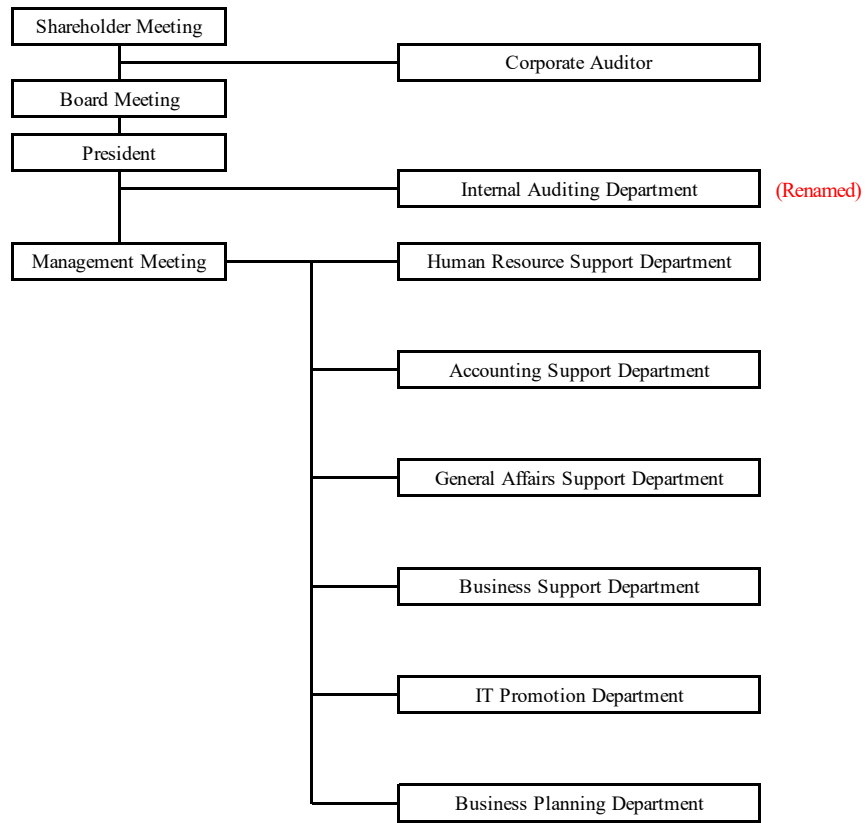 Shareholder Meeting
Corporate Auditor
Board Meeting
President
Internal Auditing Department
(Renamed)
Management Meeting
Human Resource Support Department
Accounting Support Department
General Affairs Support Department
Business Support Department
IT Promotion Department
Business Planning Department